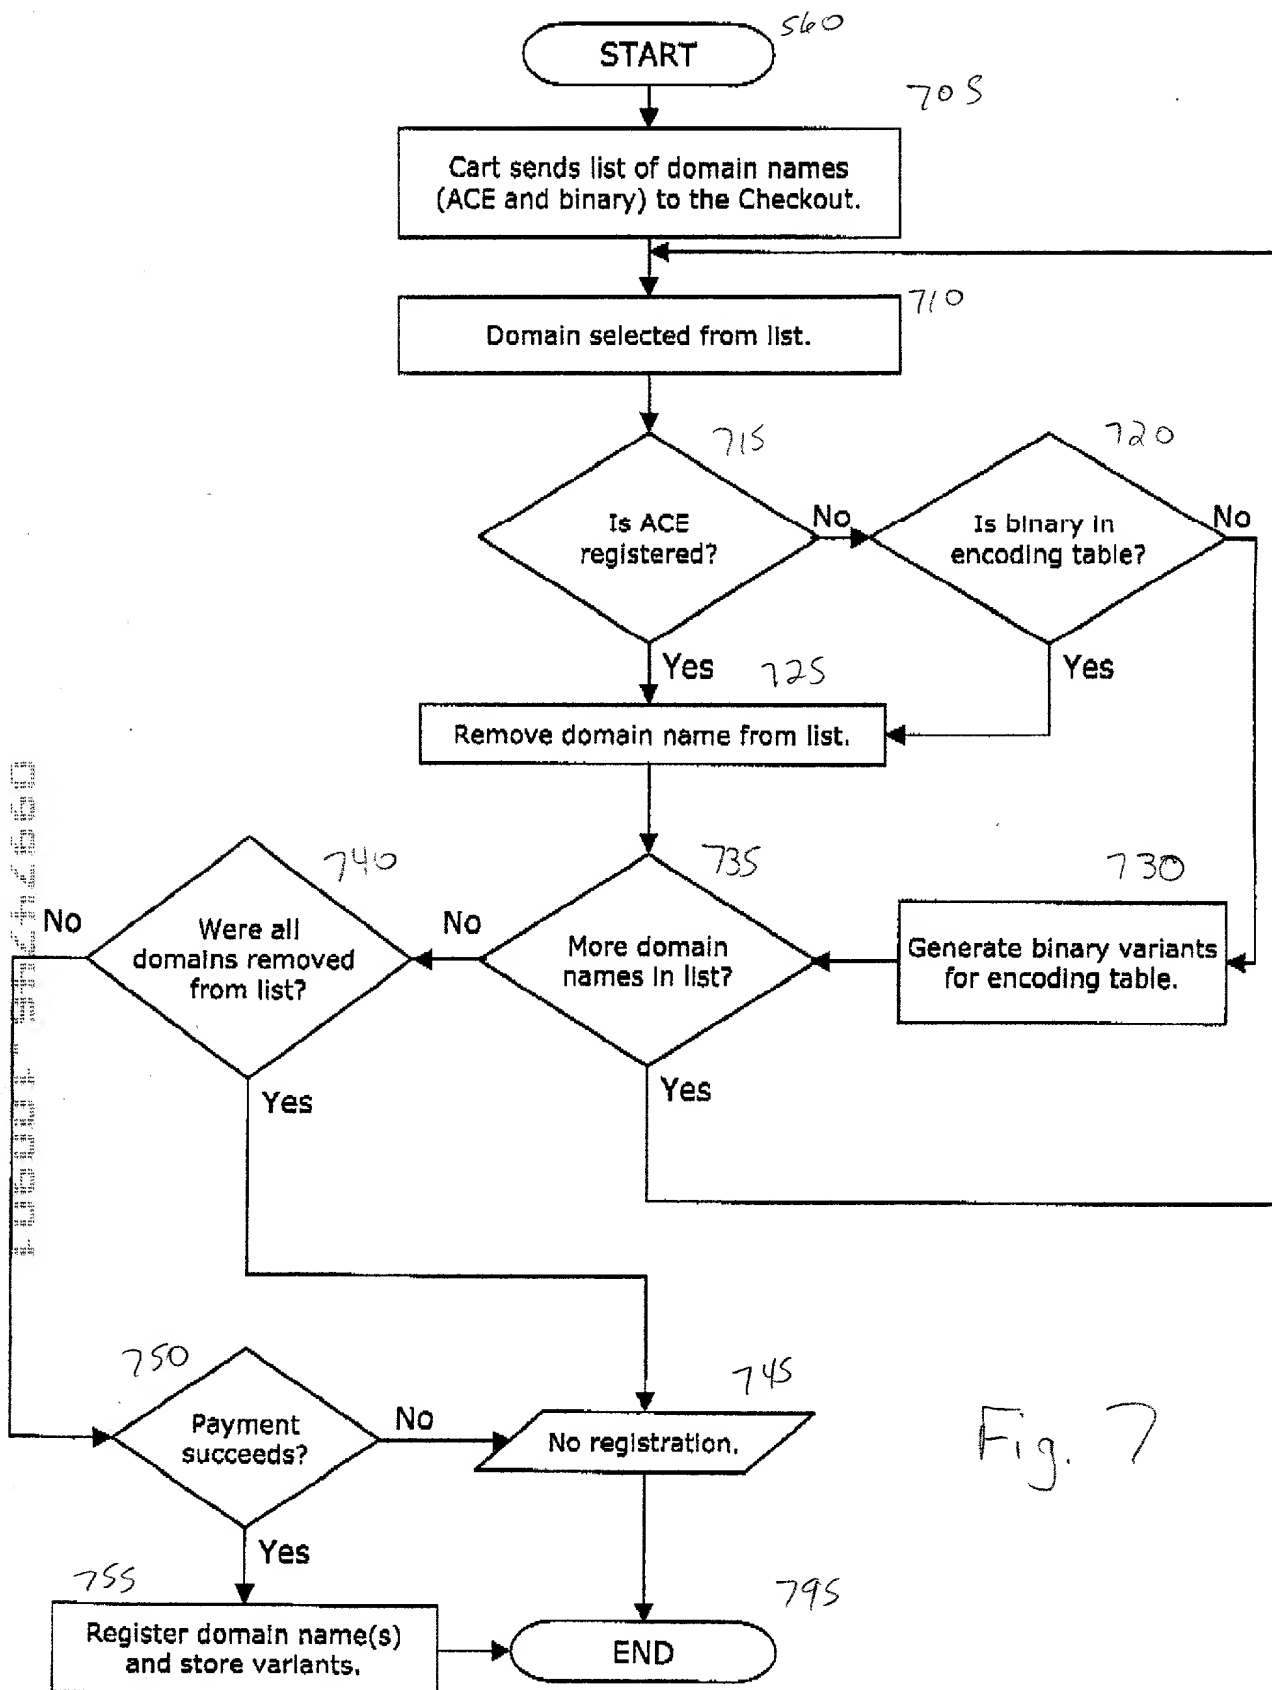 560
START
705
Cart sends list of domain names
(ACE and binary) to the Checkout.
710
Domain selected from list.
715
720
Is ACE
registered?
No
Is binary in
encoding table?
No
Yes
725
Yes
Remove domain name from list.
740
735
730
No
Were all
domains removed
from list?
No
More domain
names in list?
Generate binary variants
for encoding table.
Yes
Yes
750
745
Payment
succeeds?
No
No registration.
Fig. 7
Yes
755
795
Register domain name(s)
and store variants.
END